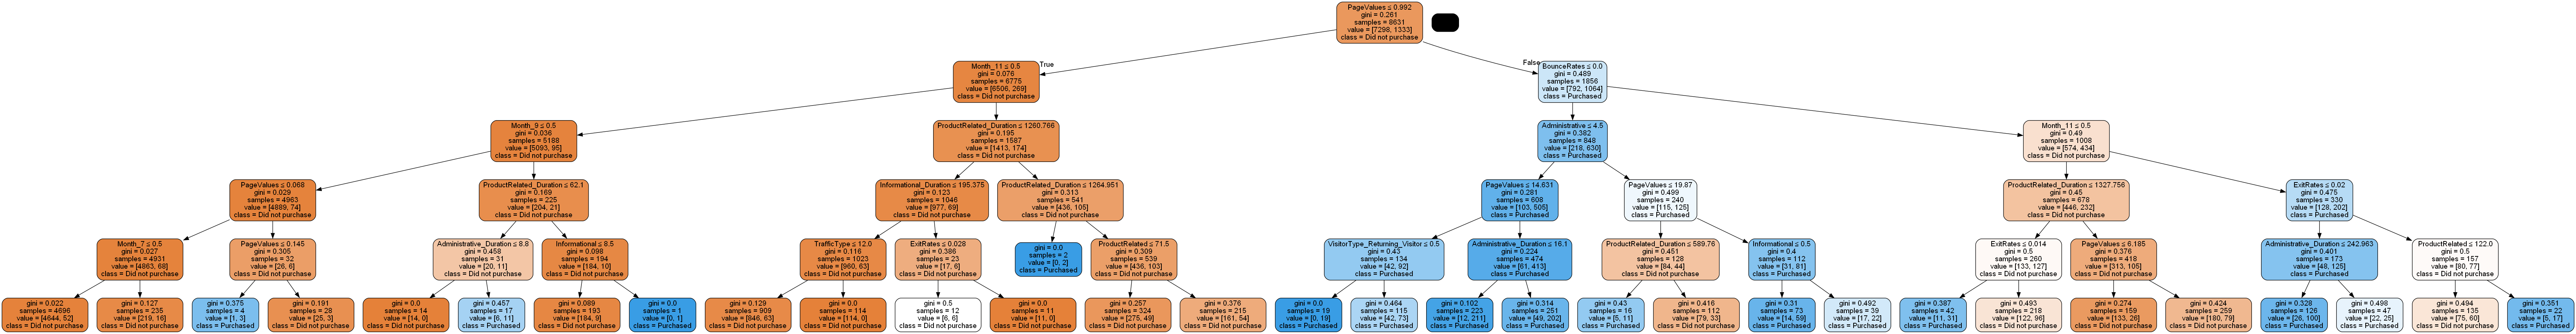 PageValues ≤ 0.992
gini = 0.261
samples = 8631
value = [7298, 1333]
class = Did not purchase
True
False
Month_11 ≤ 0.5
gini = 0.076
samples = 6775
value = [6506, 269]
class = Did not purchase
BounceRates ≤ 0.0
gini = 0.489
samples = 1856
value = [792, 1064]
class = Purchased
Month_9 ≤ 0.5
gini = 0.036
samples = 5188
value = [5093, 95]
class = Did not purchase
ProductRelated_Duration ≤ 1260.766
gini = 0.195
samples = 1587
value = [1413, 174]
class = Did not purchase
Administrative ≤ 4.5
gini = 0.382
samples = 848
value = [218, 630]
class = Purchased
Month_11 ≤ 0.5
gini = 0.49
samples = 1008
value = [574, 434]
class = Did not purchase
PageValues ≤ 0.068
gini = 0.029
samples = 4963
value = [4889, 74]
class = Did not purchase
ProductRelated_Duration ≤ 62.1
gini = 0.169
samples = 225
value = [204, 21]
class = Did not purchase
Informational_Duration ≤ 195.375
gini = 0.123
samples = 1046
value = [977, 69]
class = Did not purchase
ProductRelated_Duration ≤ 1264.951
gini = 0.313
samples = 541
value = [436, 105]
class = Did not purchase
PageValues ≤ 14.631
gini = 0.281
samples = 608
value = [103, 505]
class = Purchased
PageValues ≤ 19.87
gini = 0.499
samples = 240
value = [115, 125]
class = Purchased
ProductRelated_Duration ≤ 1327.756
gini = 0.45
samples = 678
value = [446, 232]
class = Did not purchase
ExitRates ≤ 0.02
gini = 0.475
samples = 330
value = [128, 202]
class = Purchased
Month_7 ≤ 0.5
gini = 0.027
samples = 4931
value = [4863, 68]
class = Did not purchase
PageValues ≤ 0.145
gini = 0.305
samples = 32
value = [26, 6]
class = Did not purchase
Administrative_Duration ≤ 8.8
gini = 0.458
samples = 31
value = [20, 11]
class = Did not purchase
Informational ≤ 8.5
gini = 0.098
samples = 194
value = [184, 10]
class = Did not purchase
TrafficType ≤ 12.0
gini = 0.116
samples = 1023
value = [960, 63]
class = Did not purchase
ExitRates ≤ 0.028
gini = 0.386
samples = 23
value = [17, 6]
class = Did not purchase
gini = 0.0
samples = 2
value = [0, 2]
class = Purchased
ProductRelated ≤ 71.5
gini = 0.309
samples = 539
value = [436, 103]
class = Did not purchase
VisitorType_Returning_Visitor ≤ 0.5
gini = 0.43
samples = 134
value = [42, 92]
class = Purchased
Administrative_Duration ≤ 16.1
gini = 0.224
samples = 474
value = [61, 413]
class = Purchased
ProductRelated_Duration ≤ 589.76
gini = 0.451
samples = 128
value = [84, 44]
class = Did not purchase
Informational ≤ 0.5
gini = 0.4
samples = 112
value = [31, 81]
class = Purchased
ExitRates ≤ 0.014
gini = 0.5
samples = 260
value = [133, 127]
class = Did not purchase
PageValues ≤ 6.185
gini = 0.376
samples = 418
value = [313, 105]
class = Did not purchase
Administrative_Duration ≤ 242.963
gini = 0.401
samples = 173
value = [48, 125]
class = Purchased
ProductRelated ≤ 122.0
gini = 0.5
samples = 157
value = [80, 77]
class = Did not purchase
gini = 0.022
samples = 4696
value = [4644, 52]
class = Did not purchase
gini = 0.127
samples = 235
value = [219, 16]
class = Did not purchase
gini = 0.375
samples = 4
value = [1, 3]
class = Purchased
gini = 0.191
samples = 28
value = [25, 3]
class = Did not purchase
gini = 0.0
samples = 14
value = [14, 0]
class = Did not purchase
gini = 0.457
samples = 17
value = [6, 11]
class = Purchased
gini = 0.089
samples = 193
value = [184, 9]
class = Did not purchase
gini = 0.0
samples = 1
value = [0, 1]
class = Purchased
gini = 0.129
samples = 909
value = [846, 63]
class = Did not purchase
gini = 0.0
samples = 114
value = [114, 0]
class = Did not purchase
gini = 0.5
samples = 12
value = [6, 6]
class = Did not purchase
gini = 0.0
samples = 11
value = [11, 0]
class = Did not purchase
gini = 0.257
samples = 324
value = [275, 49]
class = Did not purchase
gini = 0.376
samples = 215
value = [161, 54]
class = Did not purchase
gini = 0.0
samples = 19
value = [0, 19]
class = Purchased
gini = 0.464
samples = 115
value = [42, 73]
class = Purchased
gini = 0.102
samples = 223
value = [12, 211]
class = Purchased
gini = 0.314
samples = 251
value = [49, 202]
class = Purchased
gini = 0.43
samples = 16
value = [5, 11]
class = Purchased
gini = 0.416
samples = 112
value = [79, 33]
class = Did not purchase
gini = 0.31
samples = 73
value = [14, 59]
class = Purchased
gini = 0.492
samples = 39
value = [17, 22]
class = Purchased
gini = 0.387
samples = 42
value = [11, 31]
class = Purchased
gini = 0.493
samples = 218
value = [122, 96]
class = Did not purchase
gini = 0.274
samples = 159
value = [133, 26]
class = Did not purchase
gini = 0.424
samples = 259
value = [180, 79]
class = Did not purchase
gini = 0.328
samples = 126
value = [26, 100]
class = Purchased
gini = 0.498
samples = 47
value = [22, 25]
class = Purchased
gini = 0.494
samples = 135
value = [75, 60]
class = Did not purchase
gini = 0.351
samples = 22
value = [5, 17]
class = Purchased